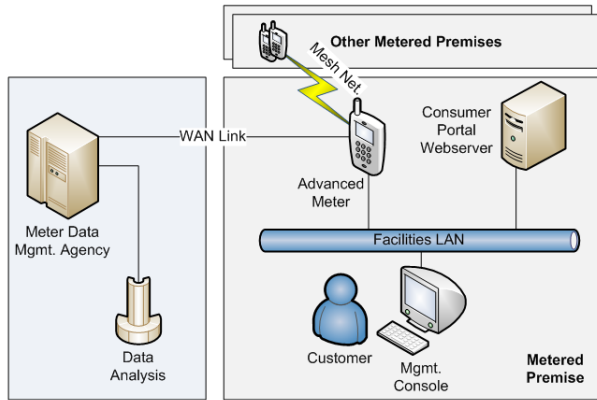 Other Metered Premises
Mesh Net.
WAN Link
Consumer
Portal
Webserver
Advanced
Meter
Meter Data
Mgmt. Agency
Facilities LAN
Data
Analysis
Customer
Mgmt.
Console
Metered
Premise